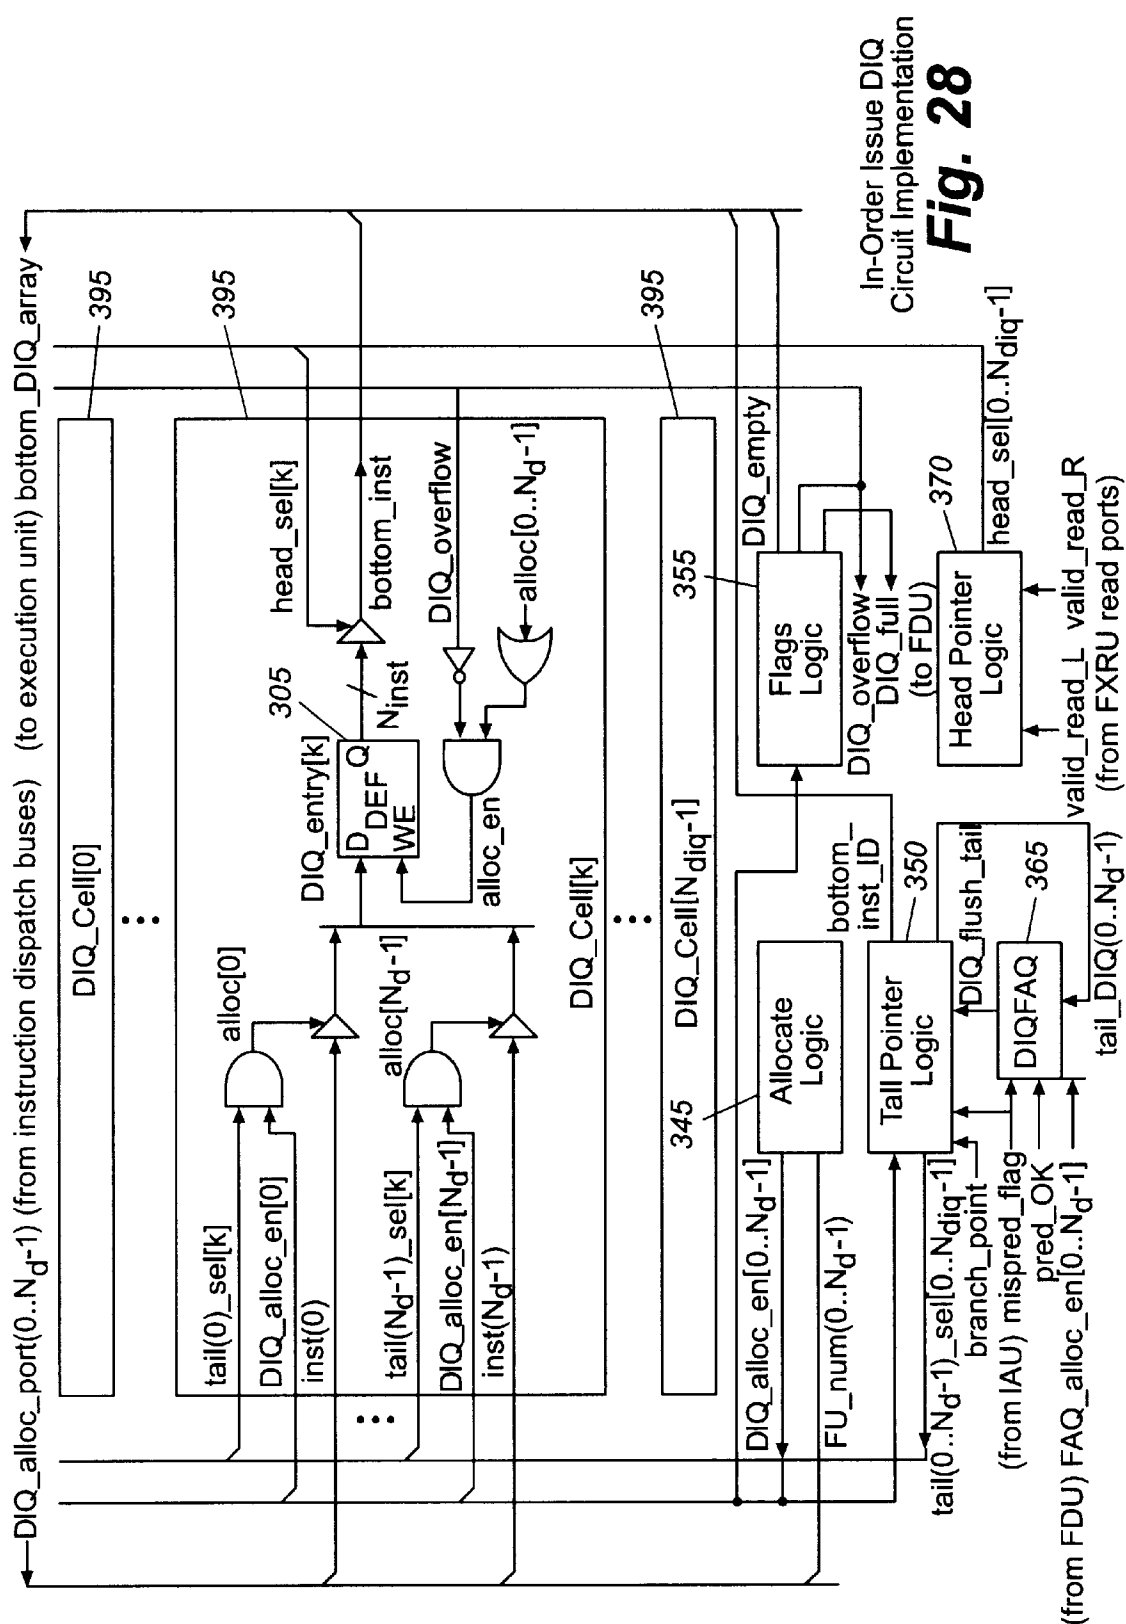 DIQ_alloc_port(0..Nd-1) (from instruction dispatch buses)
(to execution unit) bottom_DIQ_array
DIQ_Cell[0]
395
•••
tail(0)_sel[k]
DIQ_alloc_en[0]
inst(0)
alloc[0]
•••
tail(Nd-1)_sel[k]
DIQ_alloc_en[Nd-1]
inst(Nd-1)
alloc[Nd-1]
DIQ_entry[k]
305
D Q
DEF
WE
alloc_en
Ninst
head_sel[k]
bottom_inst
DIQ_overflow
alloc[0..Nd-1]
395
DIQ_Cell[k]
•••
DIQ_Cell[Ndiq-1]
395
DIQ_alloc_en[0..Nd-1]
FU_num(0..Nd-1)
345
Allocate
Logic
bottom_
inst_ID
355
Flags
Logic
DIQ_empty
DIQ_overflow
DIQ_full
(to FDU)
tail(0..Nd-1)_sel[0..Ndiq-1]
branch_point
(from IAU) mispred_flag
pred_OK
(from FDU) FAQ_alloc_en[0..Nd-1]
Tall Pointer
Logic
350
DIQ_flush_tail
DIQFAQ
365
tail_DIQ(0..Nd-1)
Head Pointer
Logic
370
head_sel[0..Ndiq-1]
valid_read_L valid_read_R
(from FXRU read ports)
In-Order Issue DIQ
Circuit Implementation
Fig. 28